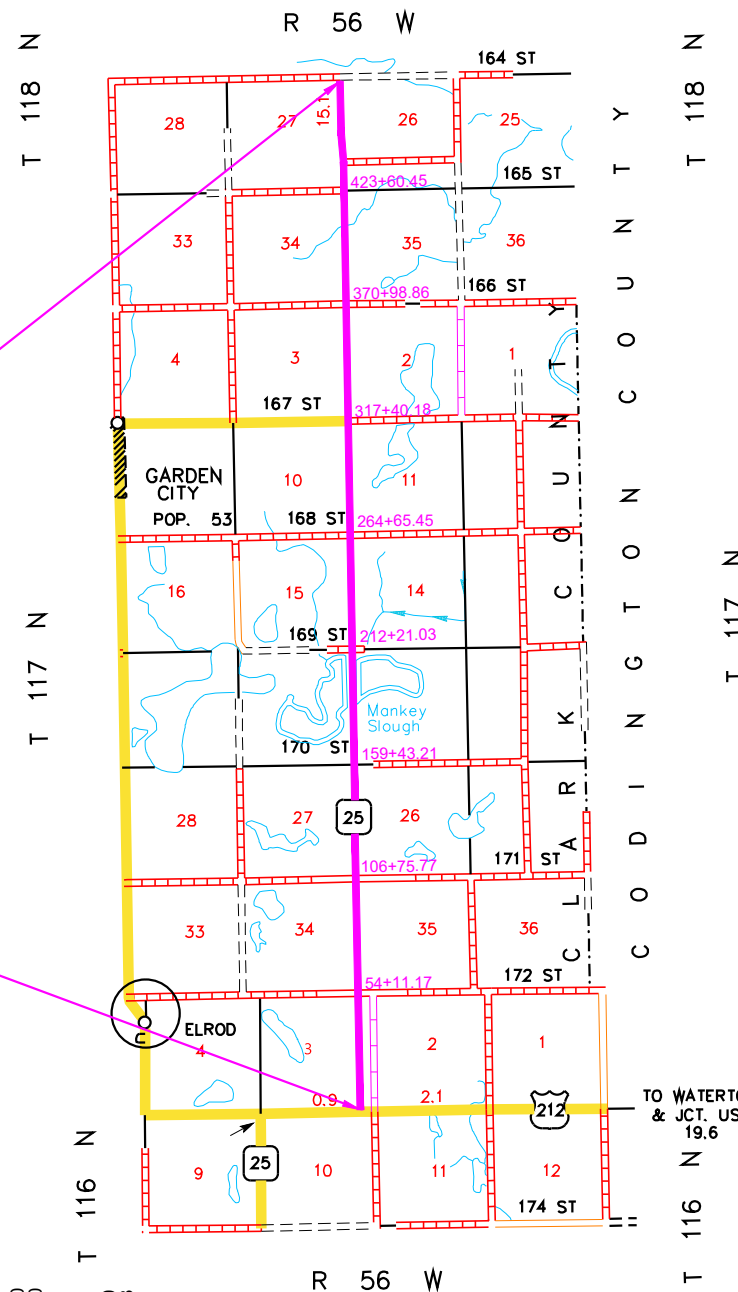 R 56 W
T 118 N
T 118 N
164 ST
28
27
15.1
26
25
165 ST
423+60.45
33
34
35
36
166 ST
370+98.86
4
3
2
1
167 ST
317+40.18
GARDEN
CITY
POP. 53
10
11
168 ST
264+65.45
16
15
14
169 ST
212+21.03
T 117 N
T 117 N
Mankey
Slough
170 ST
159+43.21
28
27
25
26
171 ST
106+75.77
33
34
35
36
172 ST
54+11.17
CLARK COUNTY
CODINGTON COUNTY
ELROD
4
3
2
1
0.9
2.1
212
TO WATERT
& JCT. US
19.6
T 116 N
T 116 N
9
25
10
11
12
174 ST
R 56 W